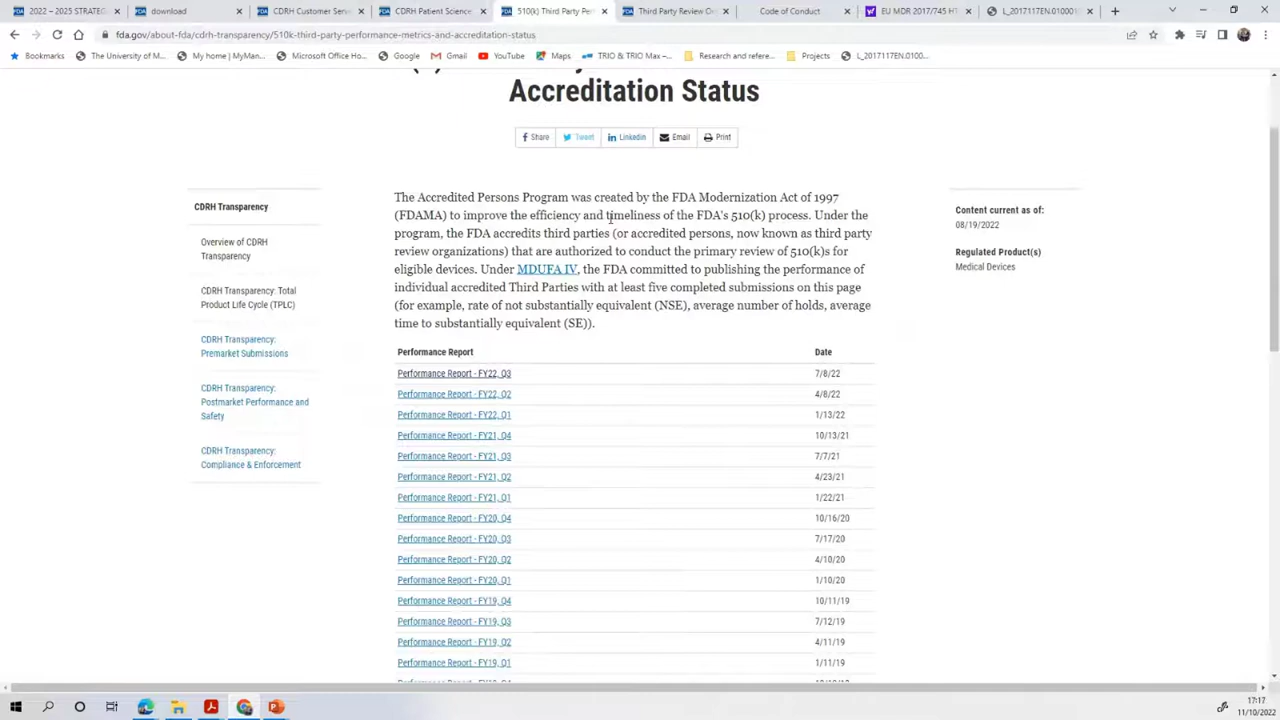 2022 – 2025 STRATEG
download
CDRH Customer Serv
CDRH Patient Science
510(k) Third Party Per
Third Party Review Or
Code of Conduct
EU MDR 2017/745 HT
L_2017117EN.01000
fda.gov/about-fda/cdrh-transparency/510k-third-party-performance-metrics-and-accreditation-status
Bookmarks
The University of M...
My home | MyMan...
Microsoft Office Ho...
Google
Gmail
YouTube
Maps
TRIO & TRIO Max –...
Research and refere...
Projects
L_2017117EN.0100...
Accreditation Status
Share
Tweet
Linkedin
Email
Print
CDRH Transparency
Overview of CDRH
Transparency
CDRH Transparency: Total
Product Life Cycle (TPLC)
CDRH Transparency:
Premarket Submissions
CDRH Transparency:
Postmarket Performance and
Safety
CDRH Transparency:
Compliance & Enforcement
The Accredited Persons Program was created by the FDA Modernization Act of 1997
(FDAMA) to improve the efficiency and timeliness of the FDA's 510(k) process. Under the
program, the FDA accredits third parties (or accredited persons, now known as third party
review organizations) that are authorized to conduct the primary review of 510(k)s for
eligible devices. Under MDUFA IV, the FDA committed to publishing the performance of
individual accredited Third Parties with at least five completed submissions on this page
(for example, rate of not substantially equivalent (NSE), average number of holds, average
time to substantially equivalent (SE)).
Performance Report Date
Performance Report - FY22, Q3 7/8/22
Performance Report - FY22, Q2 4/8/22
Performance Report - FY22, Q1 1/13/22
Performance Report - FY21, Q4 10/13/21
Performance Report - FY21, Q3 7/7/21
Performance Report - FY21, Q2 4/23/21
Performance Report - FY21, Q1 1/22/21
Performance Report - FY20, Q4 10/16/20
Performance Report - FY20, Q3 7/17/20
Performance Report - FY20, Q2 4/10/20
Performance Report - FY20, Q1 1/10/20
Performance Report - FY19, Q4 10/11/19
Performance Report - FY19, Q3 7/12/19
Performance Report - FY19, Q2 4/11/19
Performance Report - FY19, Q1 1/11/19
Content current as of:
08/19/2022
Regulated Product(s)
Medical Devices
17:17
11/10/2022